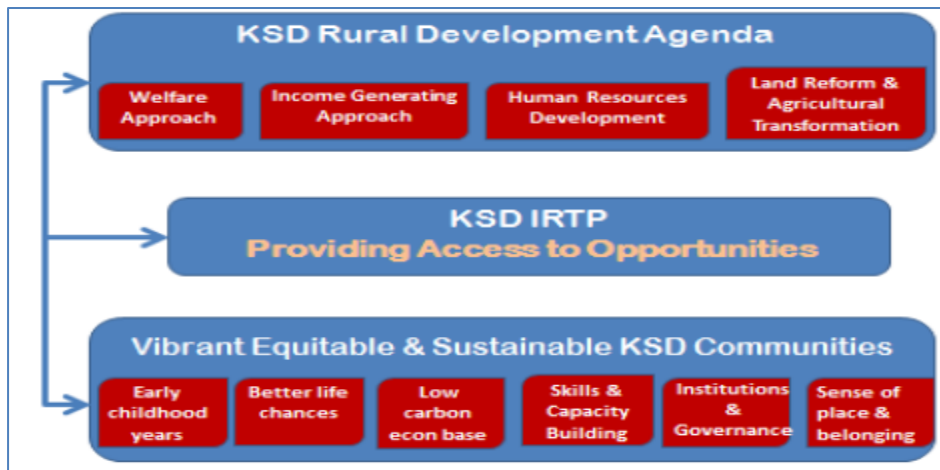 KSD Rural Development Agenda
Welfare
Approach
Income Generating
Approach
Human Resources
Development
Land Reform &
Agricultural
Transformation
KSD IRTP
Providing Access to Opportunities
Vibrant Equitable & Sustainable KSD Communities
Early
childhood
years
Better life
chances
Low
carbon
econ base
Skills &
Capacity
Building
Institutions
&
Governance
Sense of
place &
belonging